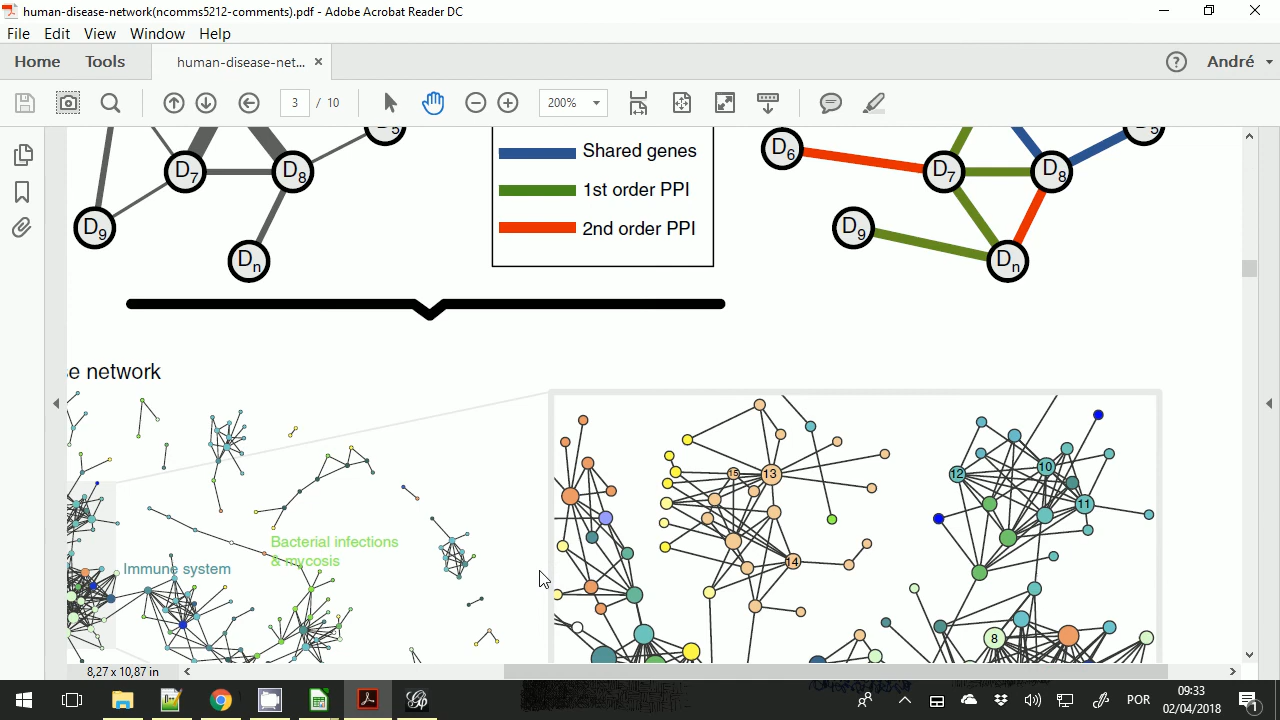 human-disease-network(ncomms5212-comments).pdf - Adobe Acrobat Reader DC
File Edit View Window Help
Home Tools human-disease-net... × ? André
3 / 10 200%
D6 D7 D8 D9 Dn
Shared genes
1st order PPI
2nd order PPI
D7 D8 D9 Dn
e network
15 13 14
12 10 11
8
Bacterial infections
& mycosis
Immune system
8,27 x 10,87 in
POR 09:33
02/04/2018 1